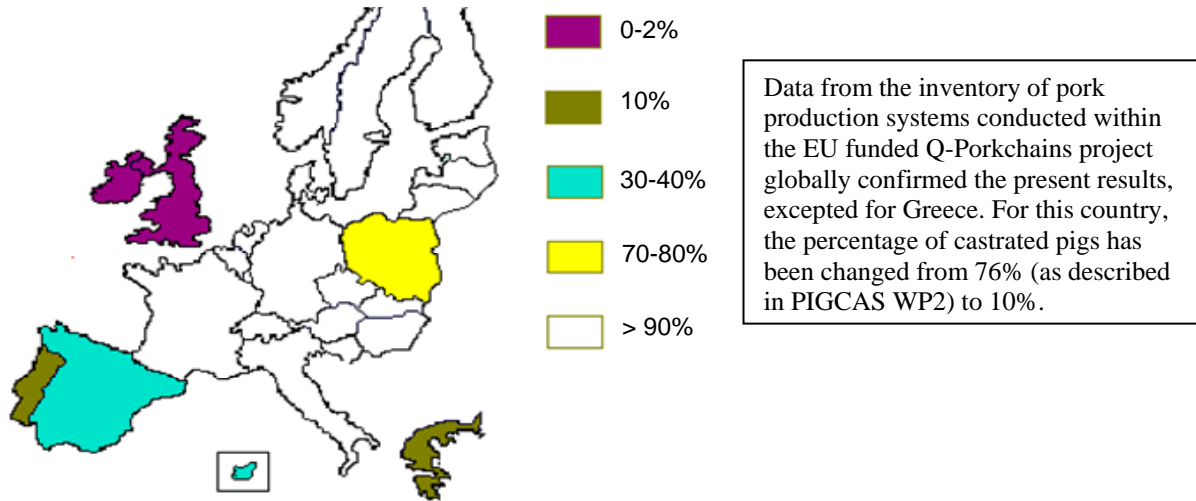 0-2%
10%
30-40%
70-80%
> 90%
Data from the inventory of pork
production systems conducted within
the EU funded Q-Porkchains project
globally confirmed the present results,
excepted for Greece. For this country,
the percentage of castrated pigs has
been changed from 76% (as described
in PIGCAS WP2) to 10%.